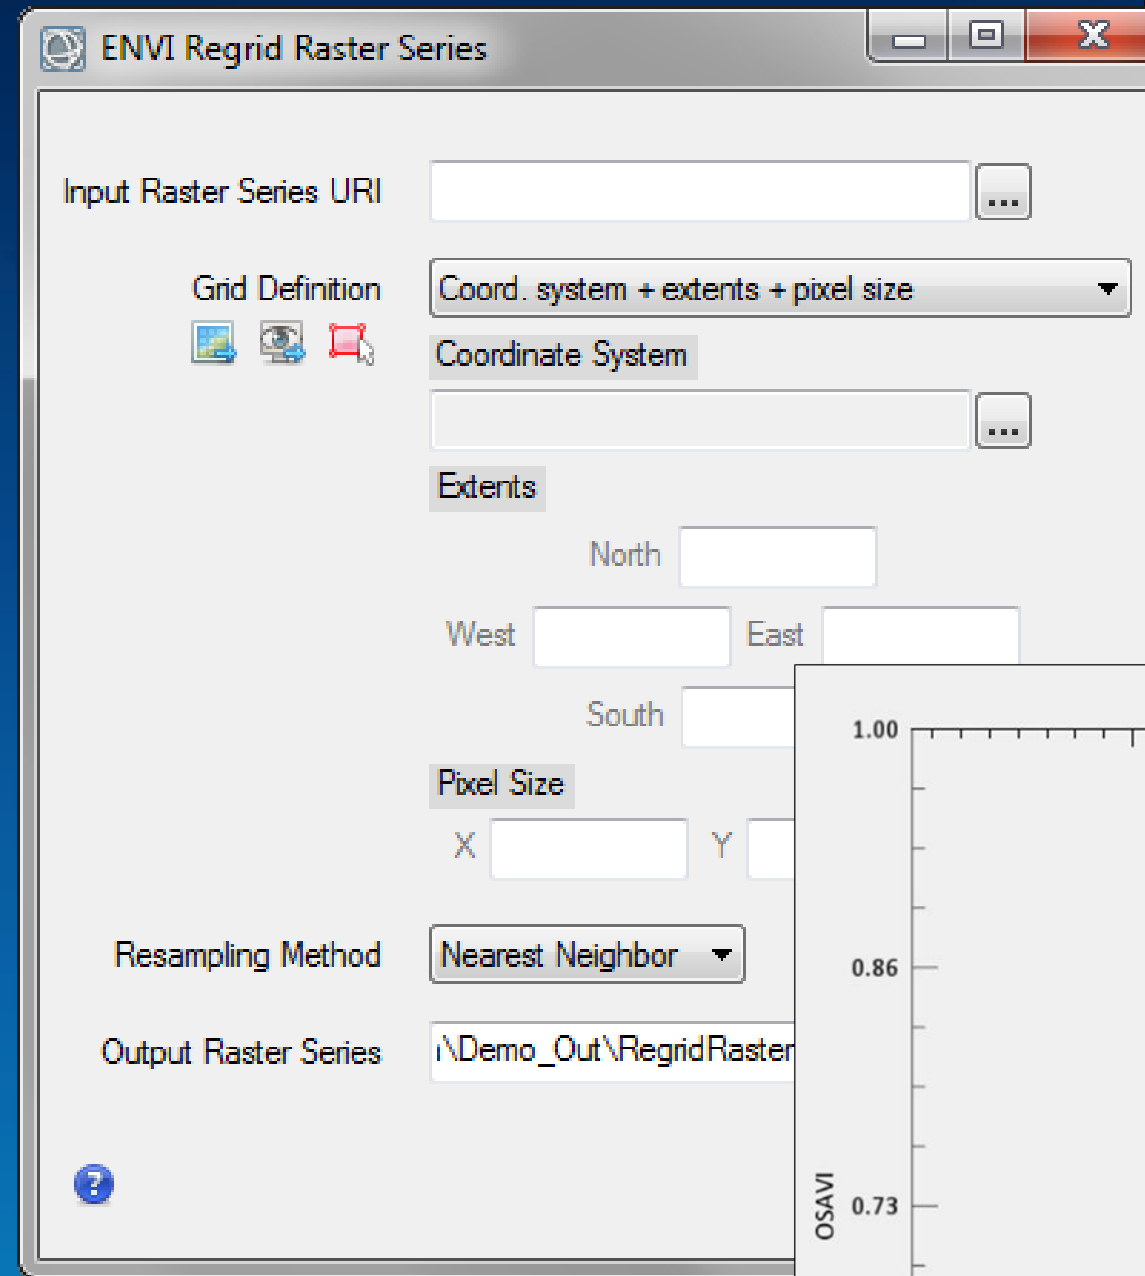 ENVI Regrid Raster Series
Input Raster Series URI
...
Grid Definition
Coord. system + extents + pixel size
Coordinate System
...
Extents
North
West
East
South
Pixel Size
X
Y
Resampling Method
Nearest Neighbor
Output Raster Series
\Demo_Out\RegridRaster
?
1.00
0.86
0.73
OSAVI